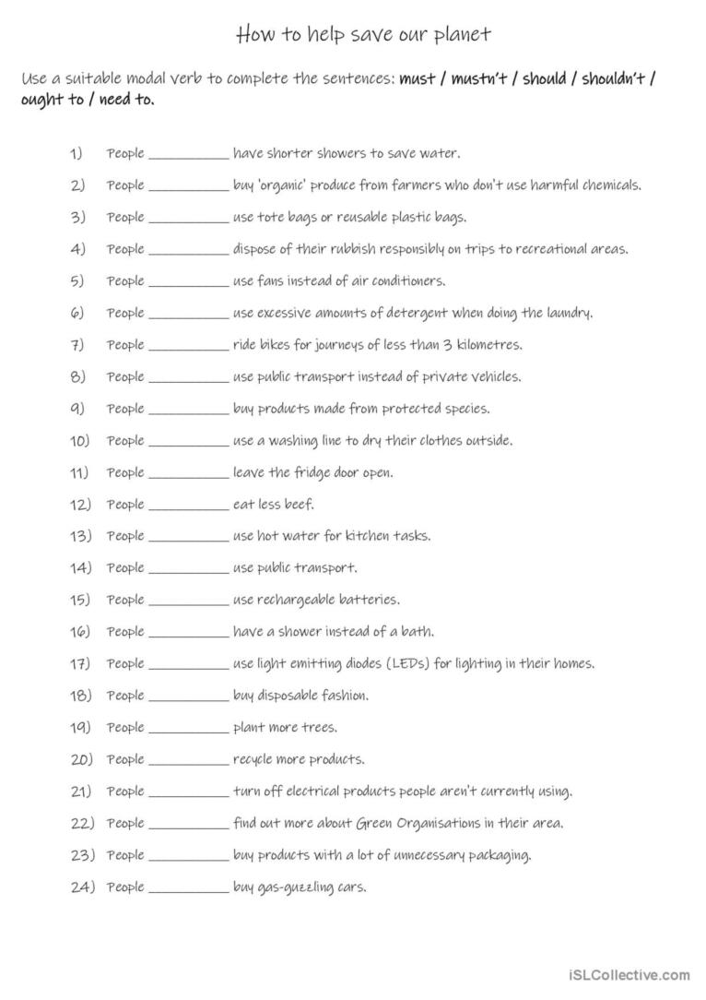 How to help save our planet
Use a suitable modal verb to complete the sentences: must / mustn't / should / shouldn't /
ought to / need to.
1) People __________ have shorter showers to save water.
2) People __________ buy 'organic' produce from farmers who don't use harmful chemicals.
3) People __________ use tote bags or reusable plastic bags.
4) People __________ dispose of their rubbish responsibly on trips to recreational areas.
5) People __________ use fans instead of air conditioners.
6) People __________ use excessive amounts of detergent when doing the laundry.
7) People __________ ride bikes for journeys of less than 3 kilometres.
8) People __________ use public transport instead of private vehicles.
9) People __________ buy products made from protected species.
10) People __________ use a washing line to dry their clothes outside.
11) People __________ leave the fridge door open.
12) People __________ eat less beef.
13) People __________ use hot water for kitchen tasks.
14) People __________ use public transport.
15) People __________ use rechargeable batteries.
16) People __________ have a shower instead of a bath.
17) People __________ use light emitting diodes (LEDs) for lighting in their homes.
18) People __________ buy disposable fashion.
19) People __________ plant more trees.
20) People __________ recycle more products.
21) People __________ turn off electrical products people aren't currently using.
22) People __________ find out more about Green Organisations in their area.
23) People __________ buy products with a lot of unnecessary packaging.
24) People __________ buy gas-guzzling cars.
iSLCollective.com